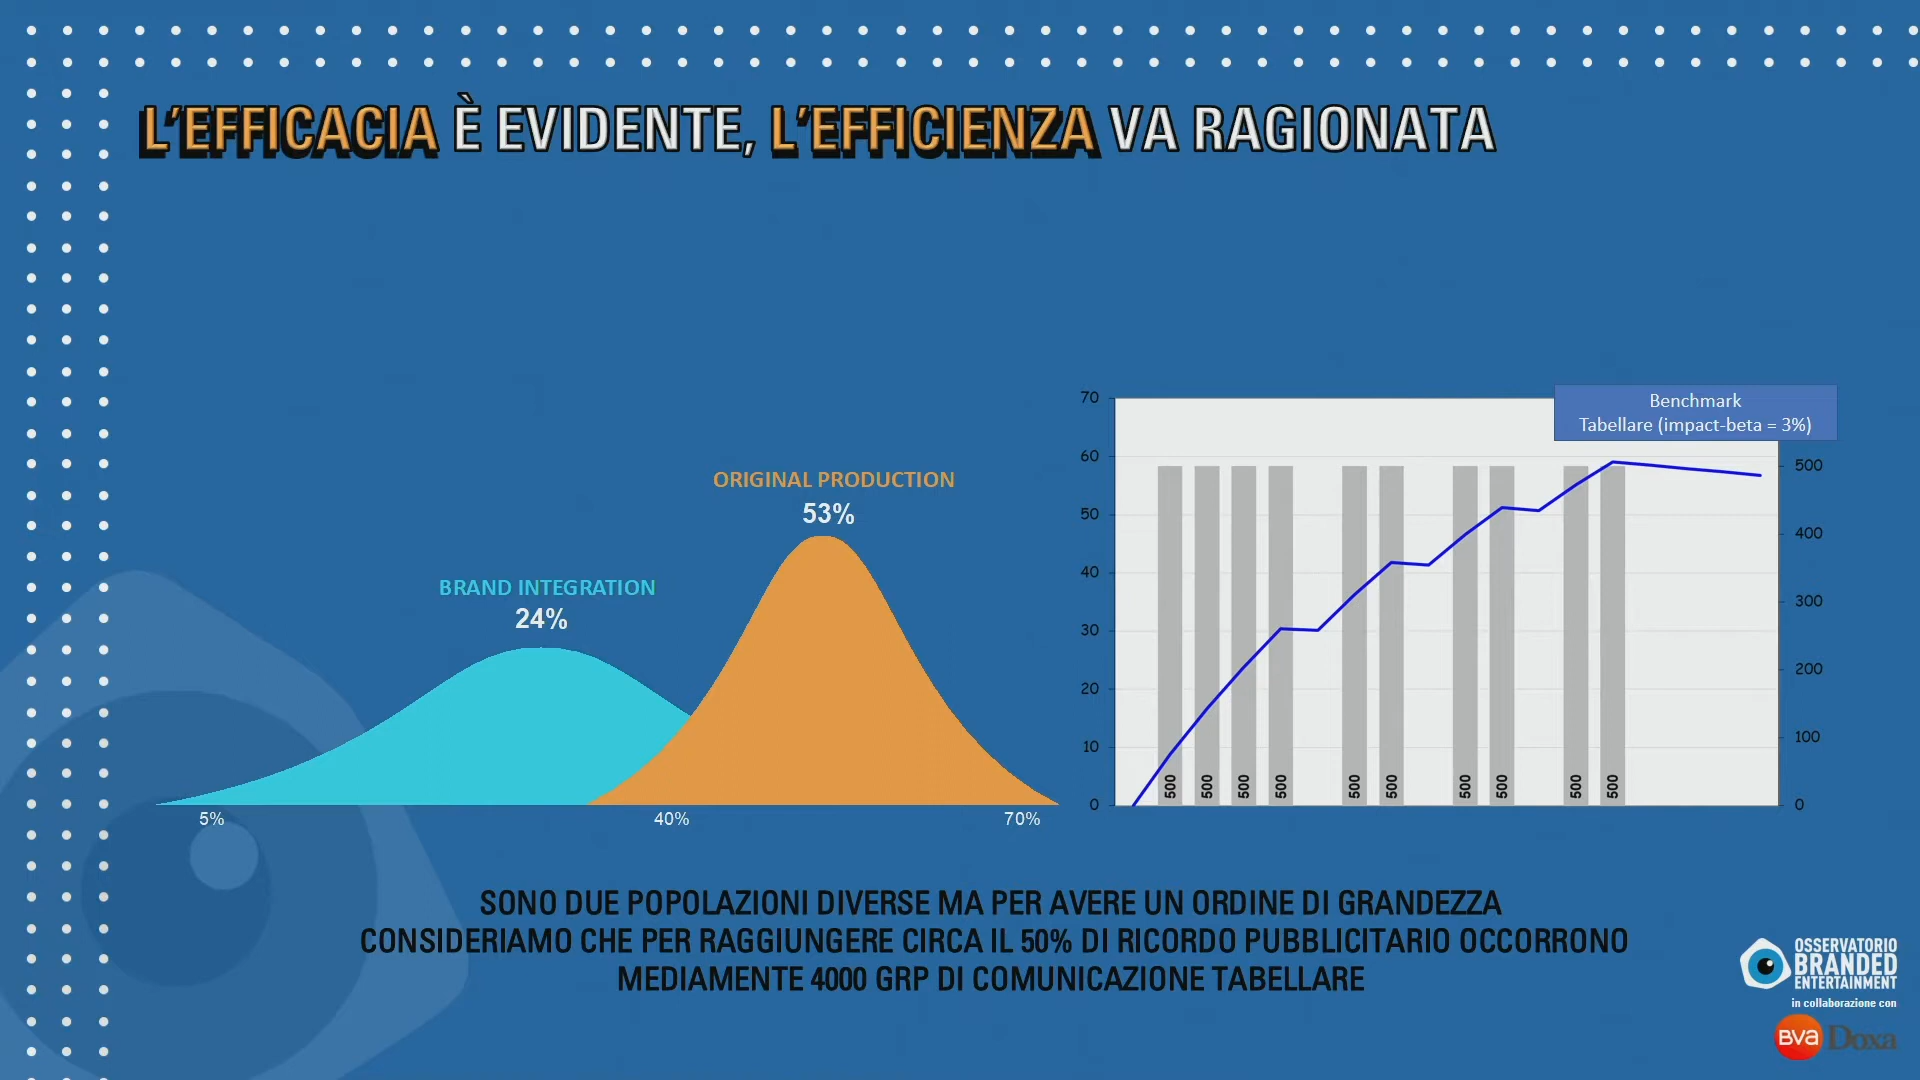 L'EFFICACIA È EVIDENTE, L'EFFICIENZA VA RAGIONATA
ORIGINAL PRODUCTION
53%
BRAND INTEGRATION
24%
5%
40%
70%
Benchmark
Tabellare (impact-beta = 3%)
70
60
50
40
30
20
10
0
500
400
300
200
100
0
500
500
500
500
500
500
500
500
500
500
SONO DUE POPOLAZIONI DIVERSE MA PER AVERE UN ORDINE DI GRANDEZZA
CONSIDERIAMO CHE PER RAGGIUNGERE CIRCA IL 50% DI RICORDO PUBBLICITARIO OCCORRONO
MEDIAMENTE 4000 GRP DI COMUNICAZIONE TABELLARE
OSSERVATORIO
BRANDED
ENTERTAINMENT
in collaborazione con
BVA Doxa